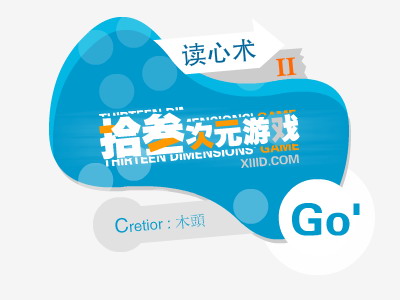 读心术
II
THIRTEEN DIMENSIONS' GAME
拾叁次元游戏
THIRTEEN DIMENSIONS' GAME
XIIID.COM
Cretior : 木頭
Go'